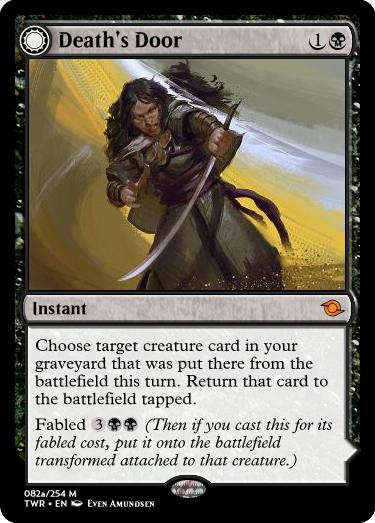 Death's Door 1
Instant
Choose target creature card in your
graveyard that was put there from the
battlefield this turn. Return that card to
the battlefield tapped.
Fabled 3 (Then if you cast this for its
fabled cost, put it onto the battlefield
transformed attached to that creature.)
082a/254 M
TWR • EN Even Amundsen